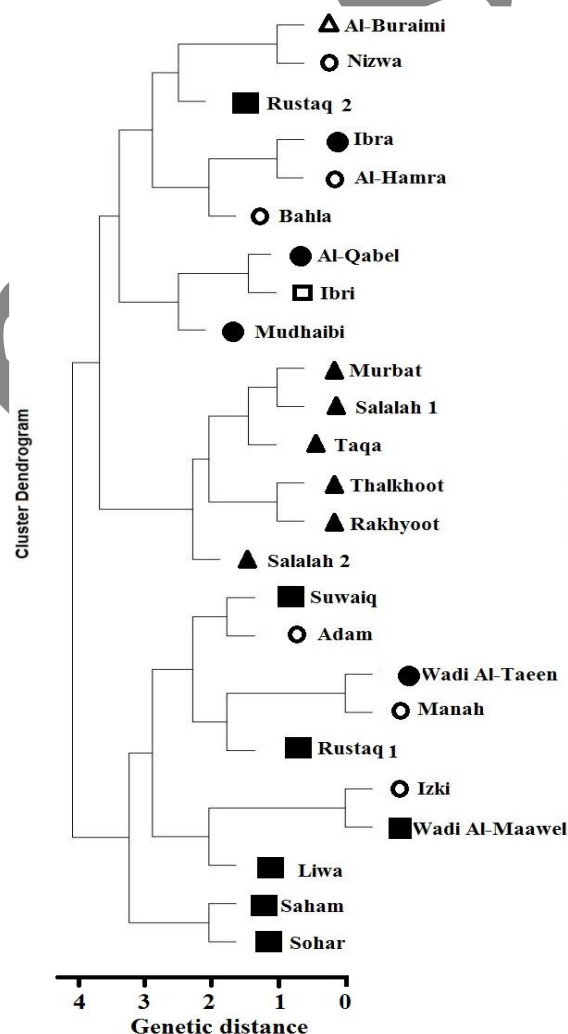 Al-Buraimi
Nizwa
Rustaq 2
Ibra
Al-Hamra
Bahla
Al-Qabel
Ibri
Mudhaibi
Murbat
Salalah 1
Taqa
Thalkhoot
Rakhyoot
Salalah 2
Suwaiq
Adam
Wadi Al-Taeen
Manah
Rustaq 1
Izki
Wadi Al-Maawel
Liwa
Saham
Sohar
Cluster Dendrogram
4 3 2 1 0
Genetic distance